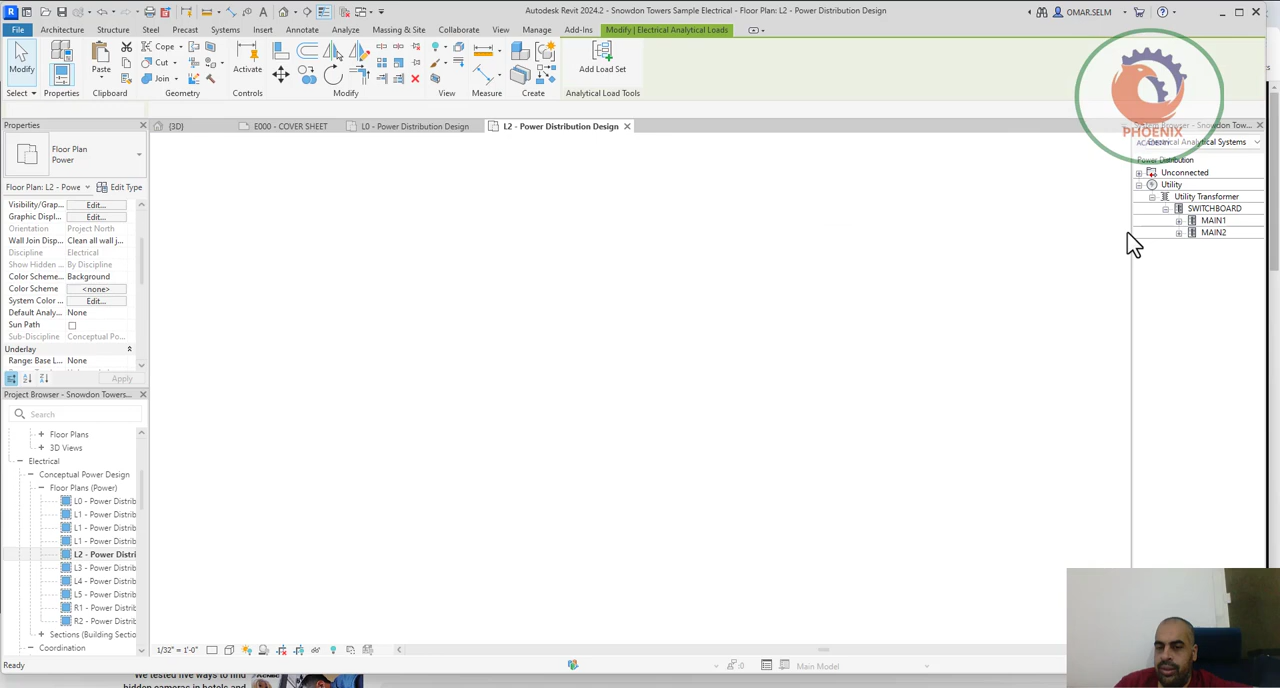 Autodesk Revit 2024.2 - Snowdon Towers Sample Electrical - Floor Plan: L2 - Power Distribution Design
OMAR.SELM
File Architecture Structure Steel Precast Systems Insert Annotate Analyze Massing & Site Collaborate View Manage Add-Ins Modify | Electrical Analytical Loads
Modify Paste Cope Cut Join Activate Add Load Set
Select Properties Clipboard Geometry Controls Modify View Measure Create Analytical Load Tools
PHOENIX
Properties
{3D} E000 - COVER SHEET L0 - Power Distribution Design L2 - Power Distribution Design
Floor Plan
Power
Floor Plan: L2 - Powe Edit Type
Visibility/Grap... Edit...
Graphic Displ... Edit...
Orientation Project North
Wall Join Disp... Clean all wall j...
Discipline Electrical
Show Hidden ... By Discipline
Color Scheme... Background
Color Scheme <none>
System Color ... Edit...
Default Analy... None
Sun Path
Sub-Discipline Conceptual Po...
Underlay
Range: Base L... None
Apply
Project Browser - Snowdon Towers...
Search
Floor Plans
3D Views
Electrical
Conceptual Power Design
Floor Plans (Power)
L0 - Power Distrib
L1 - Power Distrib
L1 - Power Distrib
L1 - Power Distrib
L2 - Power Distri
L3 - Power Distrib
L4 - Power Distrib
L5 - Power Distrib
R1 - Power Distrib
R2 - Power Distrib
Sections (Building Sectio
Coordination
Snowdon Tow...
ACADEMY
Electrical Analytical Systems
Power Distribution
Unconnected
Utility
Utility Transformer
SWITCHBOARD
MAIN1
MAIN2
1/32" = 1'-0"
Ready
:0
Main Model
We tested five ways to find
hidden cameras in hotels and